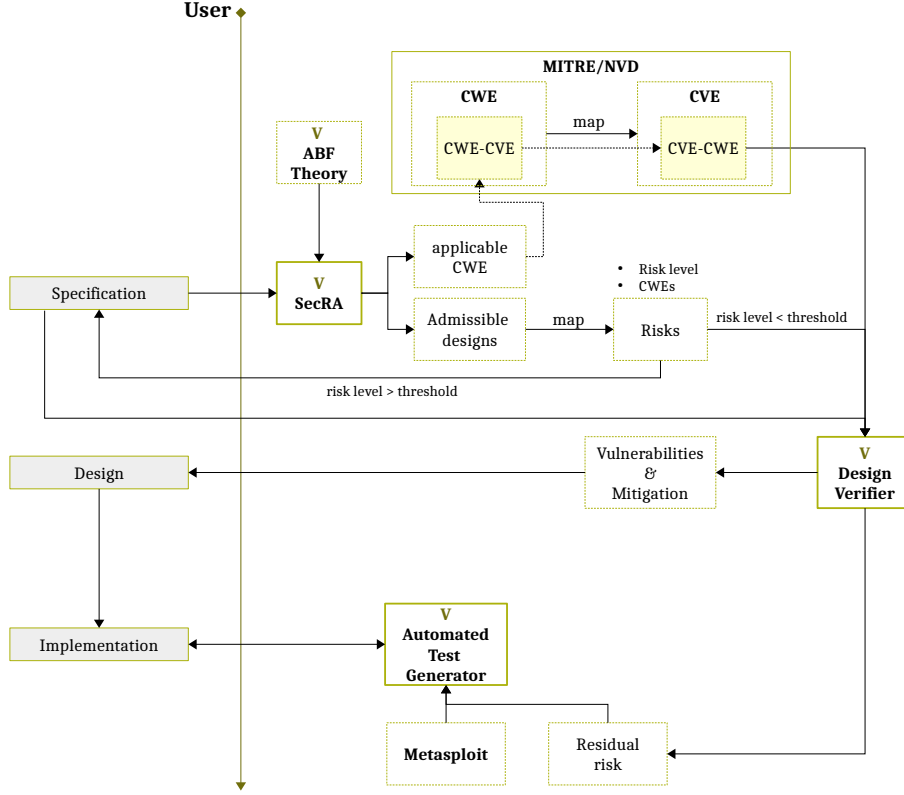 User
MITRE/NVD
CWE
CVE
map
CWE-CVE
CVE-CWE
V
ABF
Theory
applicable
CWE
• Risk level
• CWEs
V
SecRA
Specification
Admissible
designs
map
Risks
risk level < threshold
risk level > threshold
V
Design
Verifier
Vulnerabilities
&
Mitigation
Design
V
Automated
Test
Generator
Implementation
Metasploit
Residual
risk